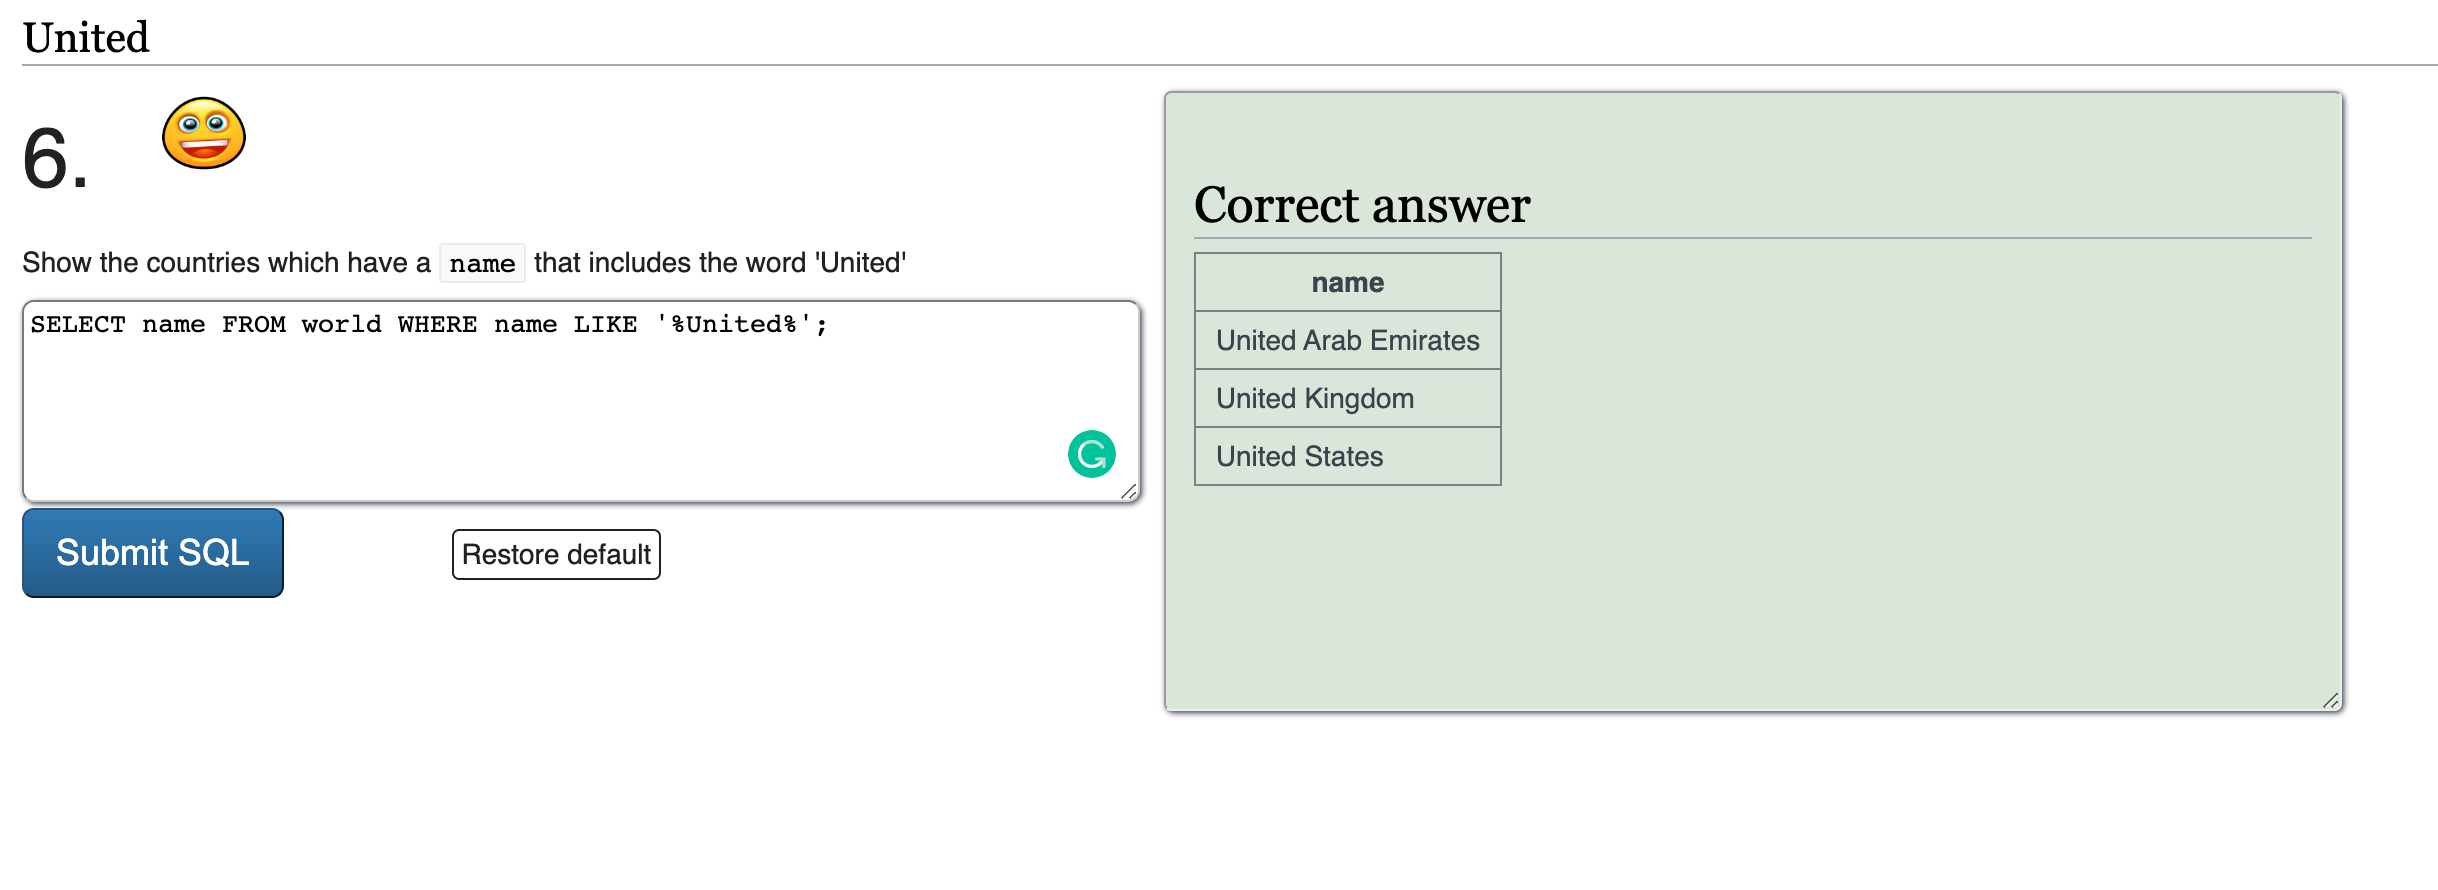 United
6.
Show the countries which have a name that includes the word 'United'
SELECT name FROM world WHERE name LIKE '%United%';
Submit SQL
Restore default
Correct answer
name
United Arab Emirates
United Kingdom
United States